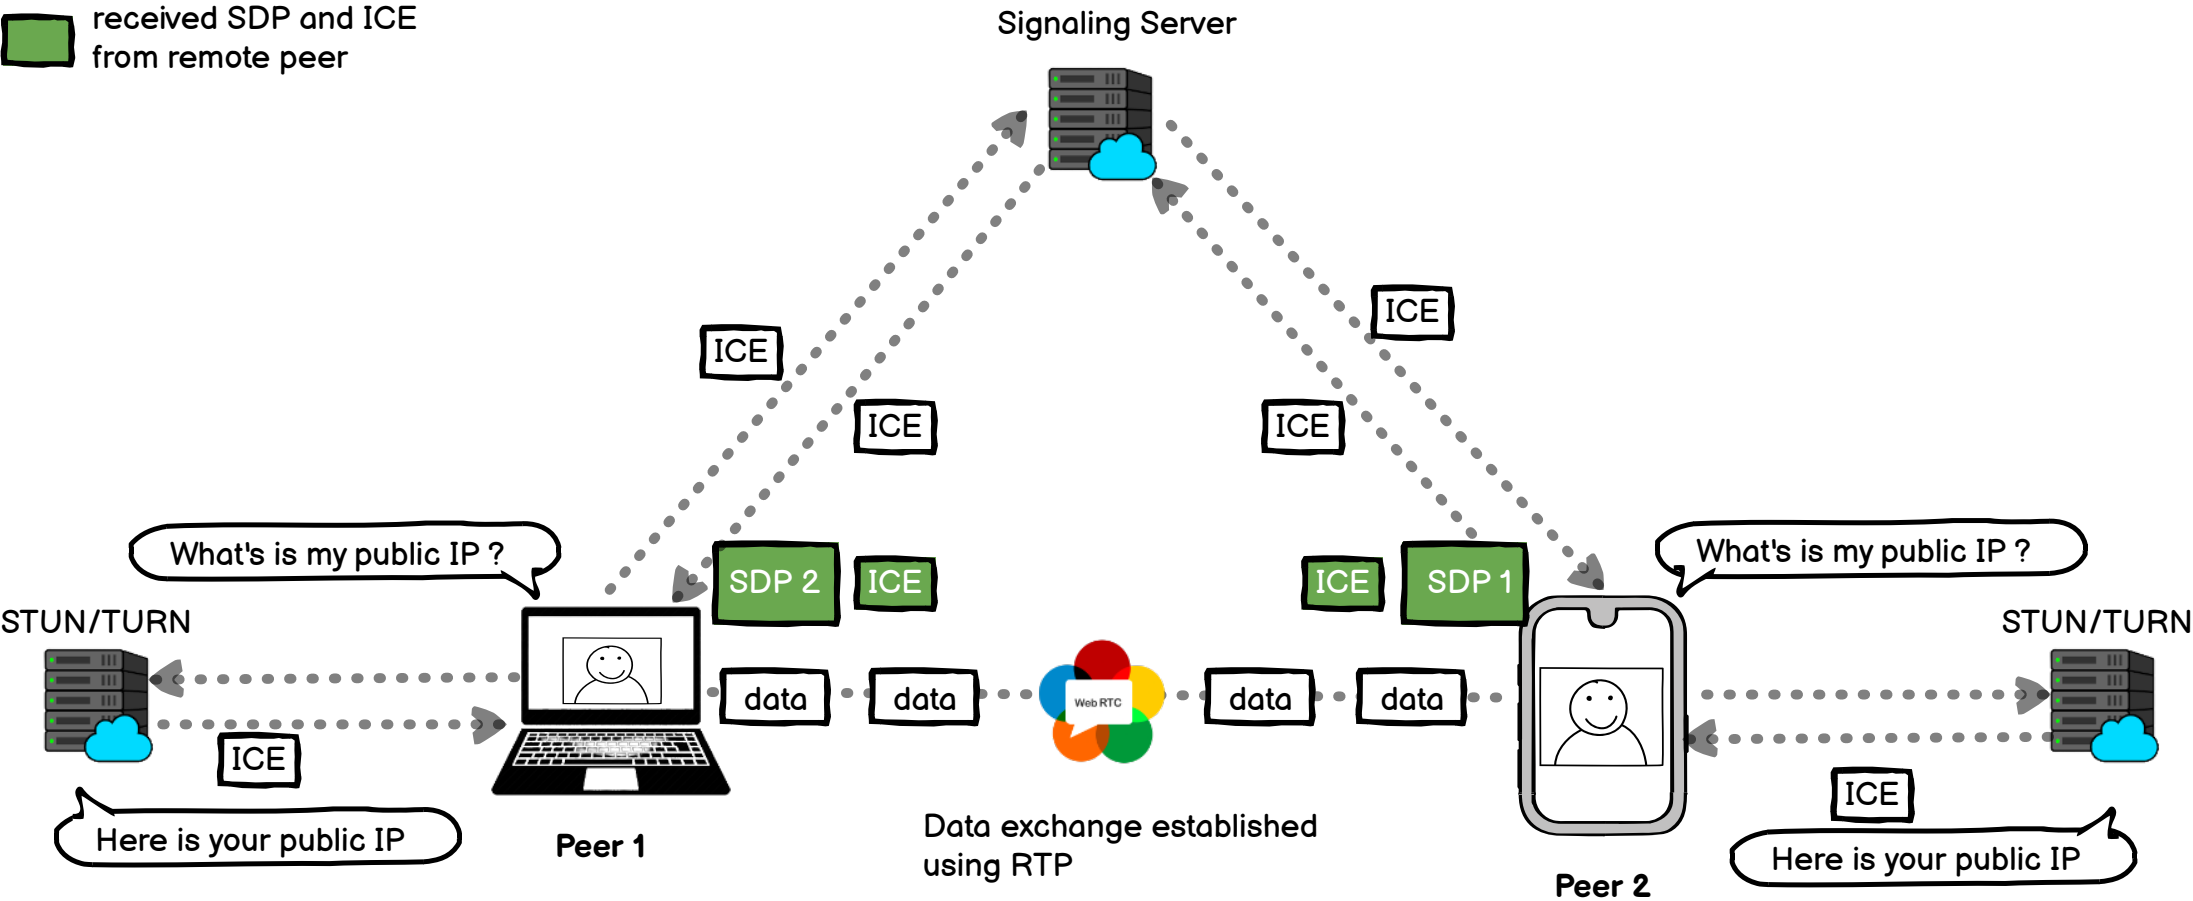 received SDP and ICE
from remote peer
Signaling Server
ICE
ICE
ICE
ICE
What's is my public IP ?
What's is my public IP ?
SDP 2
ICE
ICE
SDP 1
STUN/TURN
STUN/TURN
data
data
Web RTC
data
data
ICE
ICE
Here is your public IP
Peer 1
Data exchange established
using RTP
Here is your public IP
Peer 2